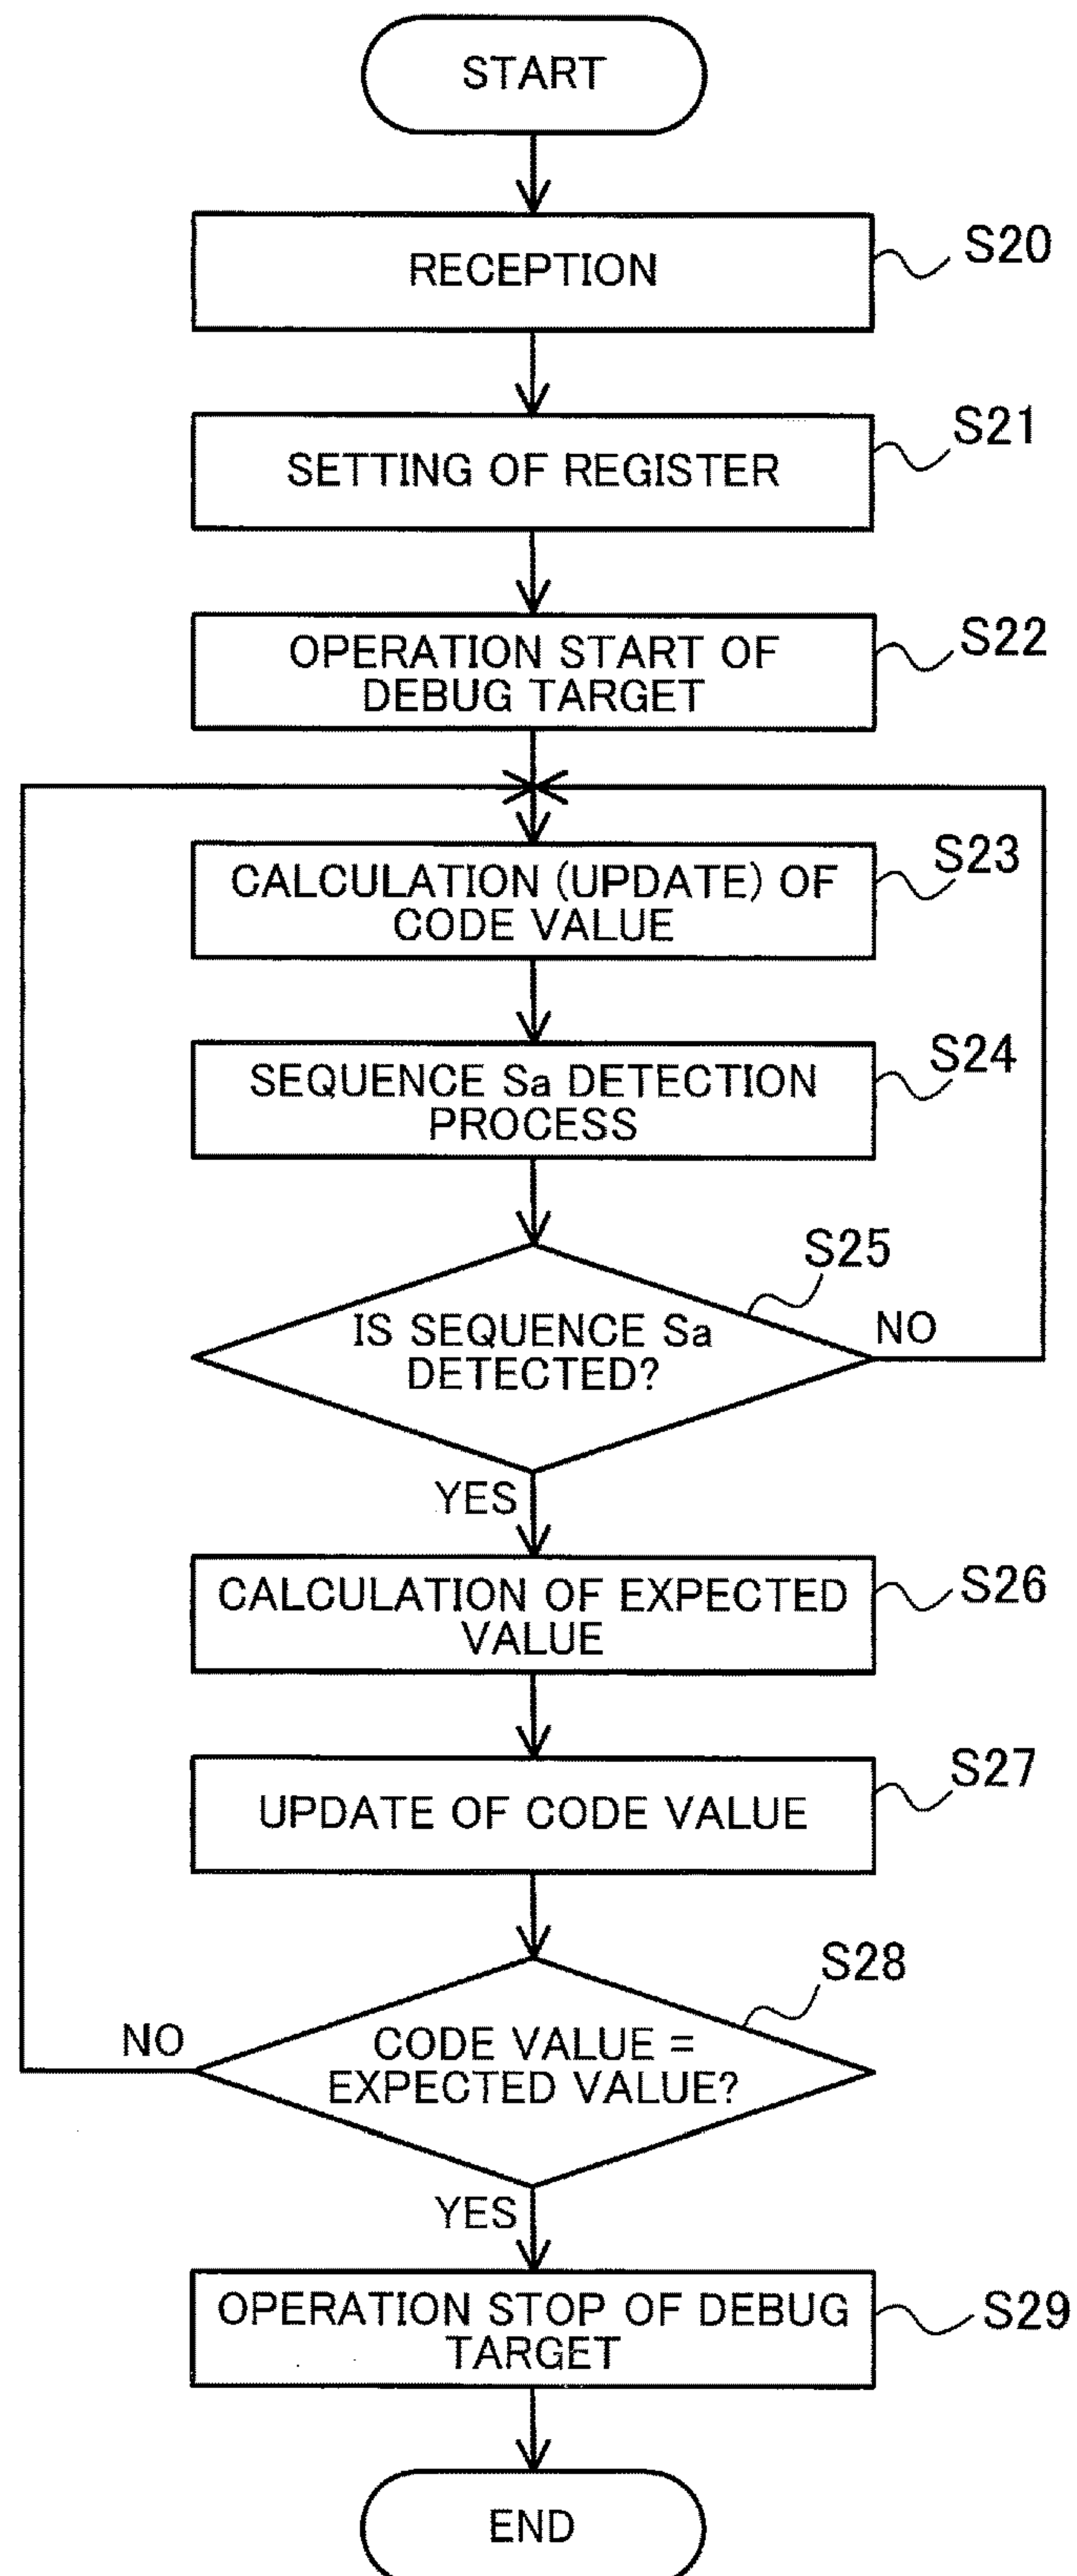 START
RECEPTION
S20
SETTING OF REGISTER
S21
OPERATION START OF
DEBUG TARGET
S22
CALCULATION (UPDATE) OF
CODE VALUE
S23
SEQUENCE Sa DETECTION
PROCESS
S24
S25
IS SEQUENCE Sa
DETECTED?
NO
YES
CALCULATION OF EXPECTED
VALUE
S26
UPDATE OF CODE VALUE
S27
S28
CODE VALUE =
EXPECTED VALUE?
NO
YES
OPERATION STOP OF DEBUG
TARGET
S29
END